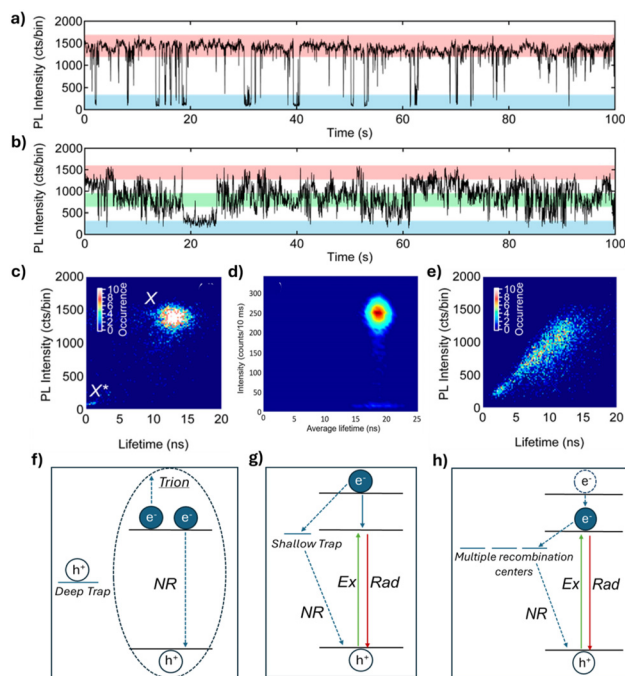 a)
PL Intensity (cts/bin)
2000
1500
1000
500
0
0 20 40 60 80 100
Time (s)
b)
PL Intensity (cts/bin)
2000
1500
1000
500
0
0 20 40 60 80 100
Time (s)
c)
PL Intensity (cts/bin)
2000
1500
1000
500
0
Occurrence
X
X*
0 5 10 15 20
Lifetime (ns)
d)
Intensity (counts/10 ms)
300
250
200
150
100
50
0
0 5 10 15 20 25
Average lifetime (ns)
e)
PL Intensity (cts/bin)
2000
1500
1000
500
0
Occurrence
0 5 10 15 20
Lifetime (ns)
f)
Trion
e⁻ e⁻
h⁺
Deep Trap
NR
h⁺
g)
e⁻
Shallow Trap
NR
Ex
Rad
h⁺
h)
e⁻
e⁻
Multiple recombination
centers
NR
Ex
Rad
h⁺